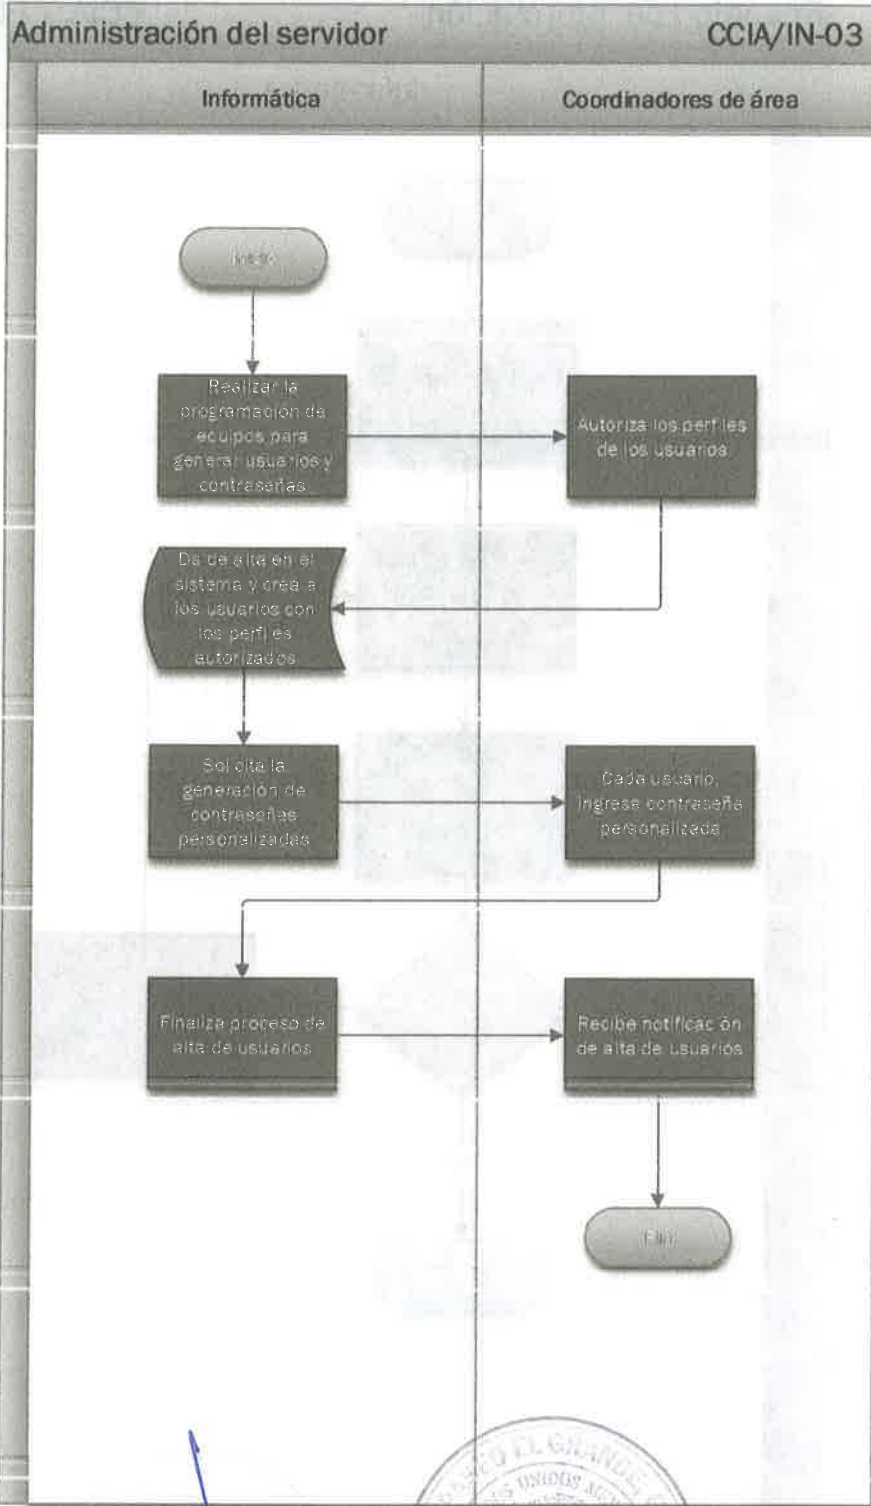 Administración del servidor CCIA/IN-03
Informática
Coordinadores de área
Inicio
Realizar la
programación de
equipos para
generar usuarios y
contraseñas
Autoriza los perfiles
de los usuarios
Da de alta en el
sistema y crea a
los usuarios con
los perfiles
autorizados
Solicita la
generación de
contraseñas
personalizadas
Cada usuario,
ingresa contraseña
personalizada
Finaliza proceso de
alta de usuarios
Recibe notificación
de alta de usuarios
Fin
EL GRANDE
UNIDOS